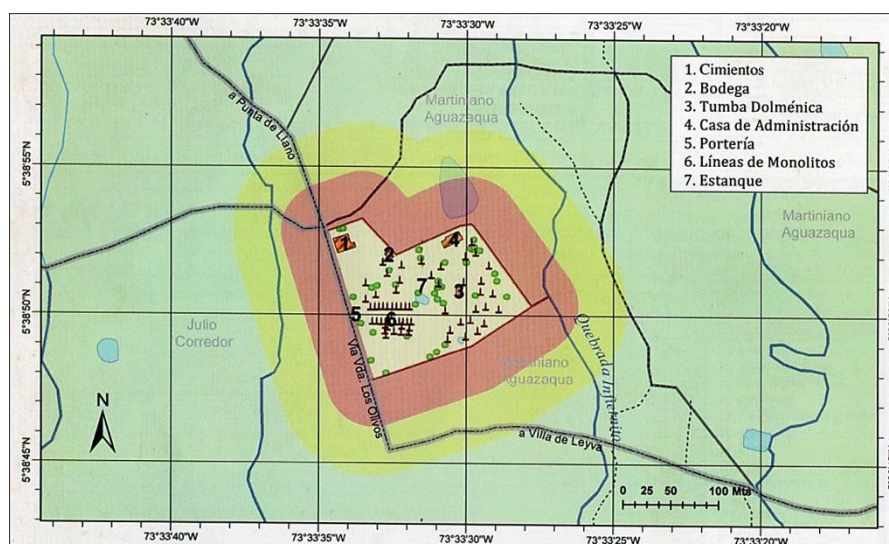 73°33'40"W 73°33'35"W 73°33'30"W 73°33'25"W 73°33'20"W
1. Cimientos
2. Bodega
3. Tumba Dolménica
4. Casa de Administración
5. Portería
6. Líneas de Monolitos
7. Estanque
a Punta de Llano
Martiniano
Aguazaqua
5°38'55"N
Martiniano
Aguazaqua
1
2
4
7
3
5°38'50"N
5
6
Julio
Corredor
Vía Vda. Los Olivos
Quebrada Infiernito
Martiniano
Aguazaqua
N
a Villa de Leyva
5°38'45"N
0 25 50 100 Mts
73°33'40"W 73°33'35"W 73°33'30"W 73°33'25"W 73°33'20"W